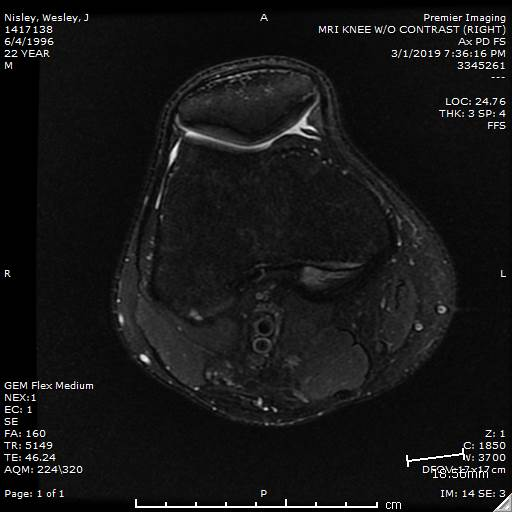 Nisley, Wesley, J
1417138
6/4/1996
22 YEAR
M
A
Premier Imaging
MRI KNEE W/O CONTRAST (RIGHT)
Ax PD FS
3/1/2019 7:36:16 PM
3345261
---
LOC: 24.76
THK: 3 SP: 4
FFS
R
L
GEM Flex Medium
NEX:1
EC: 1
SE
FA: 160
TR: 5149
TE: 46.24
AQM: 224\320
Page: 1 of 1
P
cm
Z: 1
C: 1850
W: 3700
DFOV:17x17cm
18.56mm
IM: 14 SE: 3